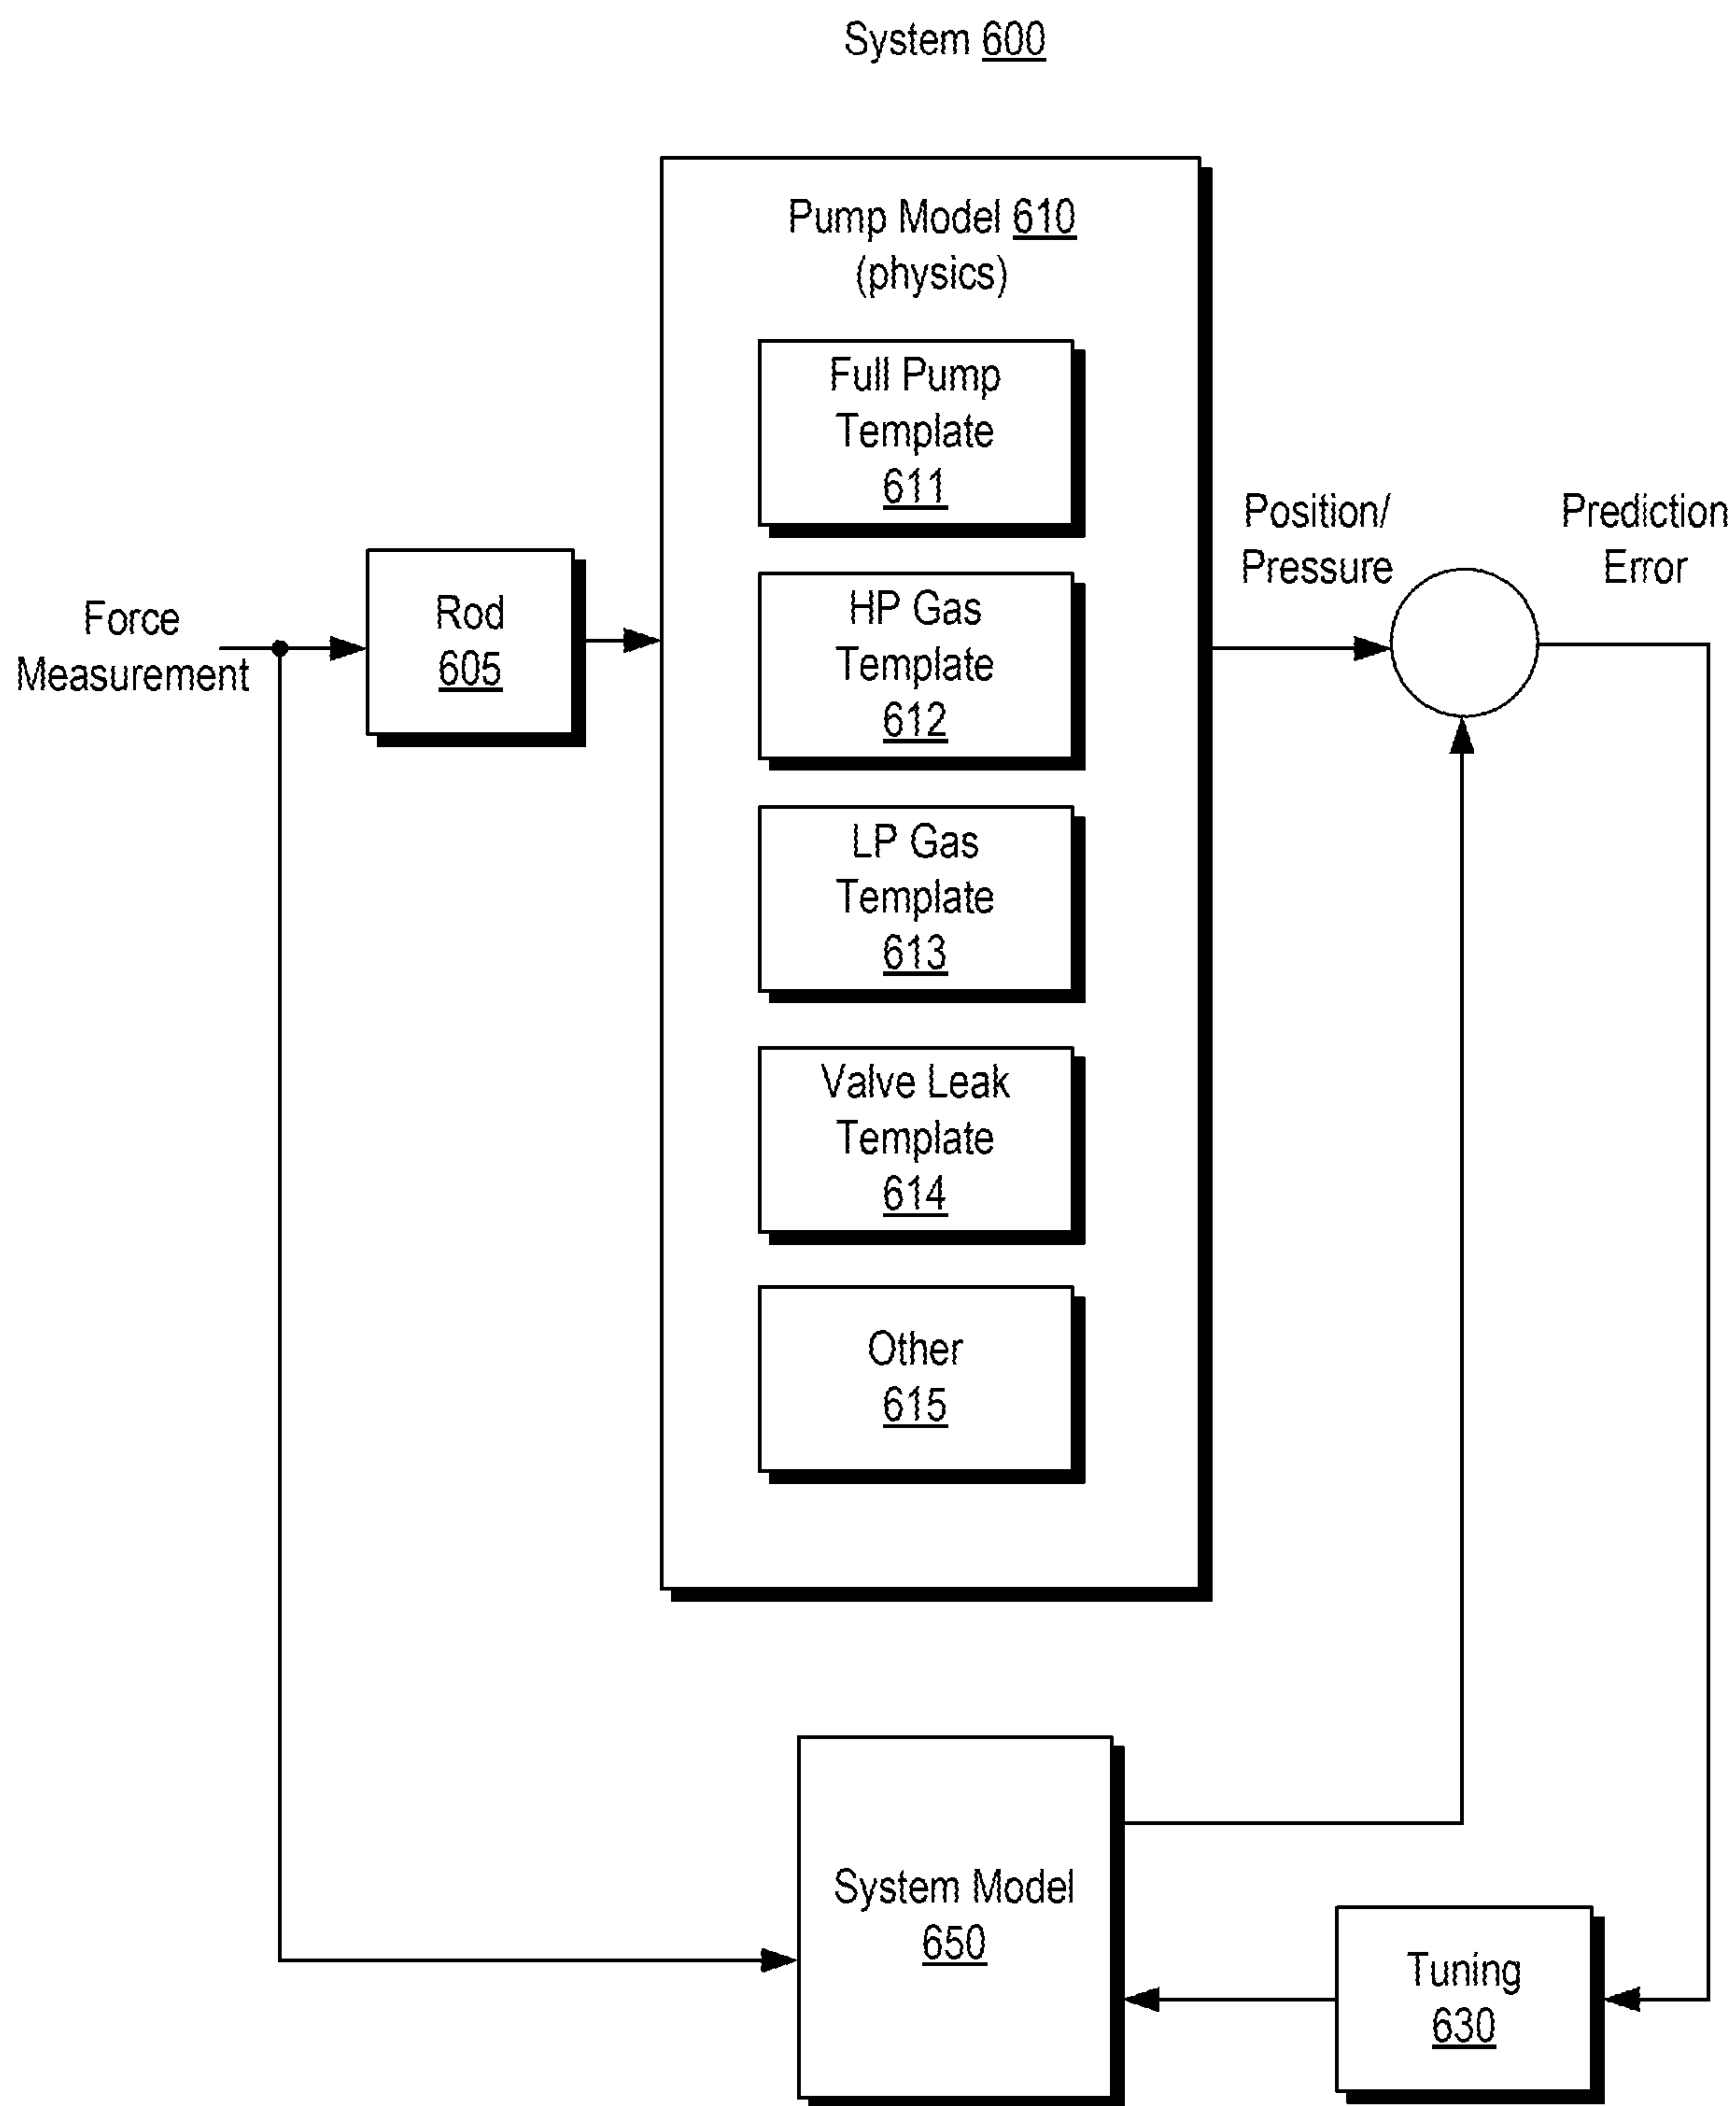 System 600
Pump Model 610
(physics)
Full Pump
Template
611
HP Gas
Template
612
LP Gas
Template
613
Valve Leak
Template
614
Other
615
Force
Measurement
Rod
605
Position/
Pressure
Prediction
Error
System Model
650
Tuning
630